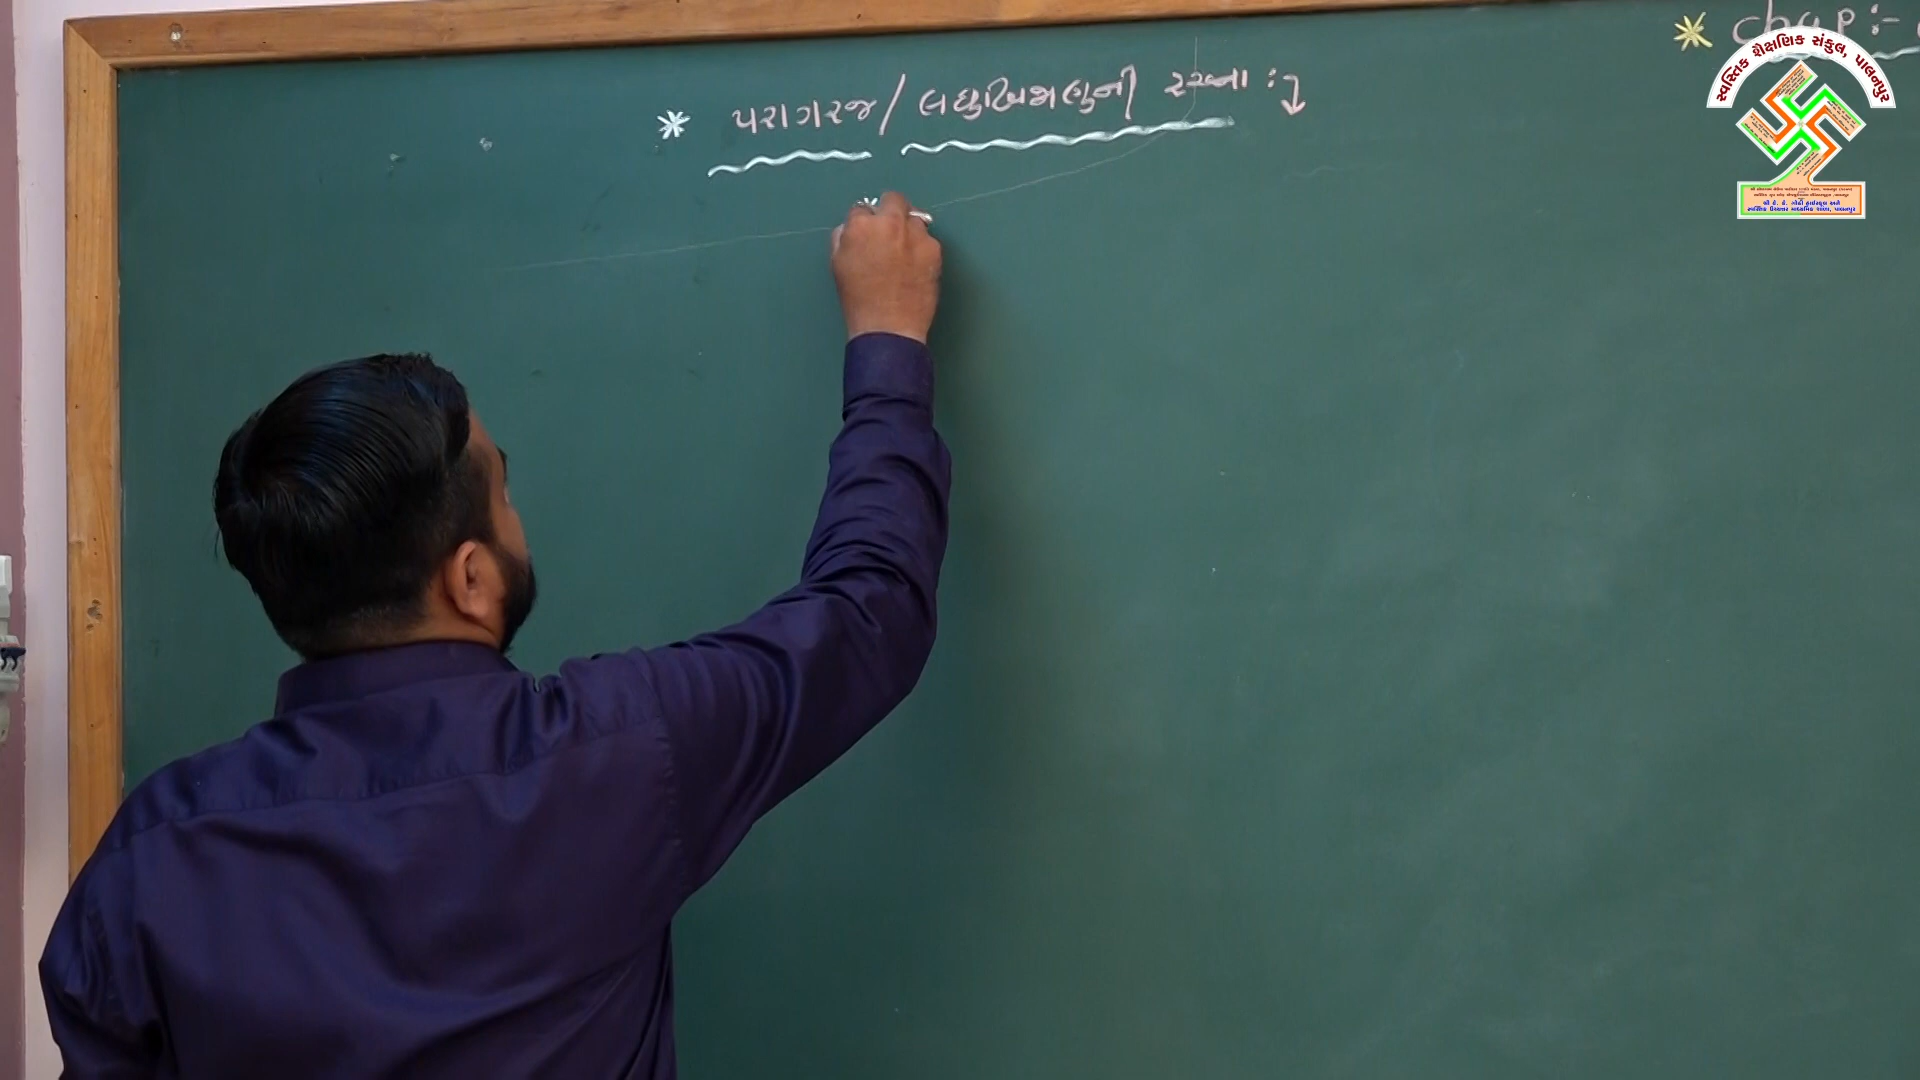 * પરાગરજ / લઘુબિજાણુની રચના :↴
* chap :-
સ્વસ્તિક શૈક્ષણિક સંકુલ, પાલનપુર